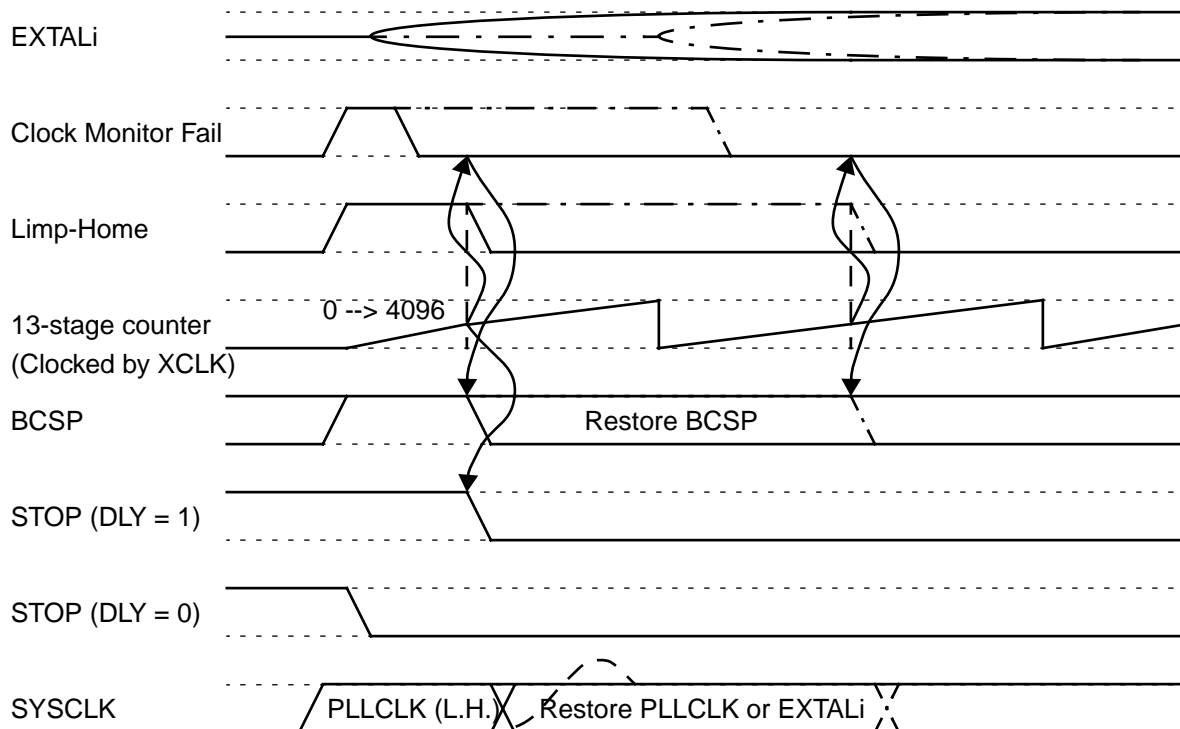 EXTALi
Clock Monitor Fail
Limp-Home
0 --> 4096
13-stage counter
(Clocked by XCLK)
BCSP
Restore BCSP
STOP (DLY = 1)
STOP (DLY = 0)
SYSCLK
PLLCLK (L.H.)
Restore PLLCLK or EXTALi